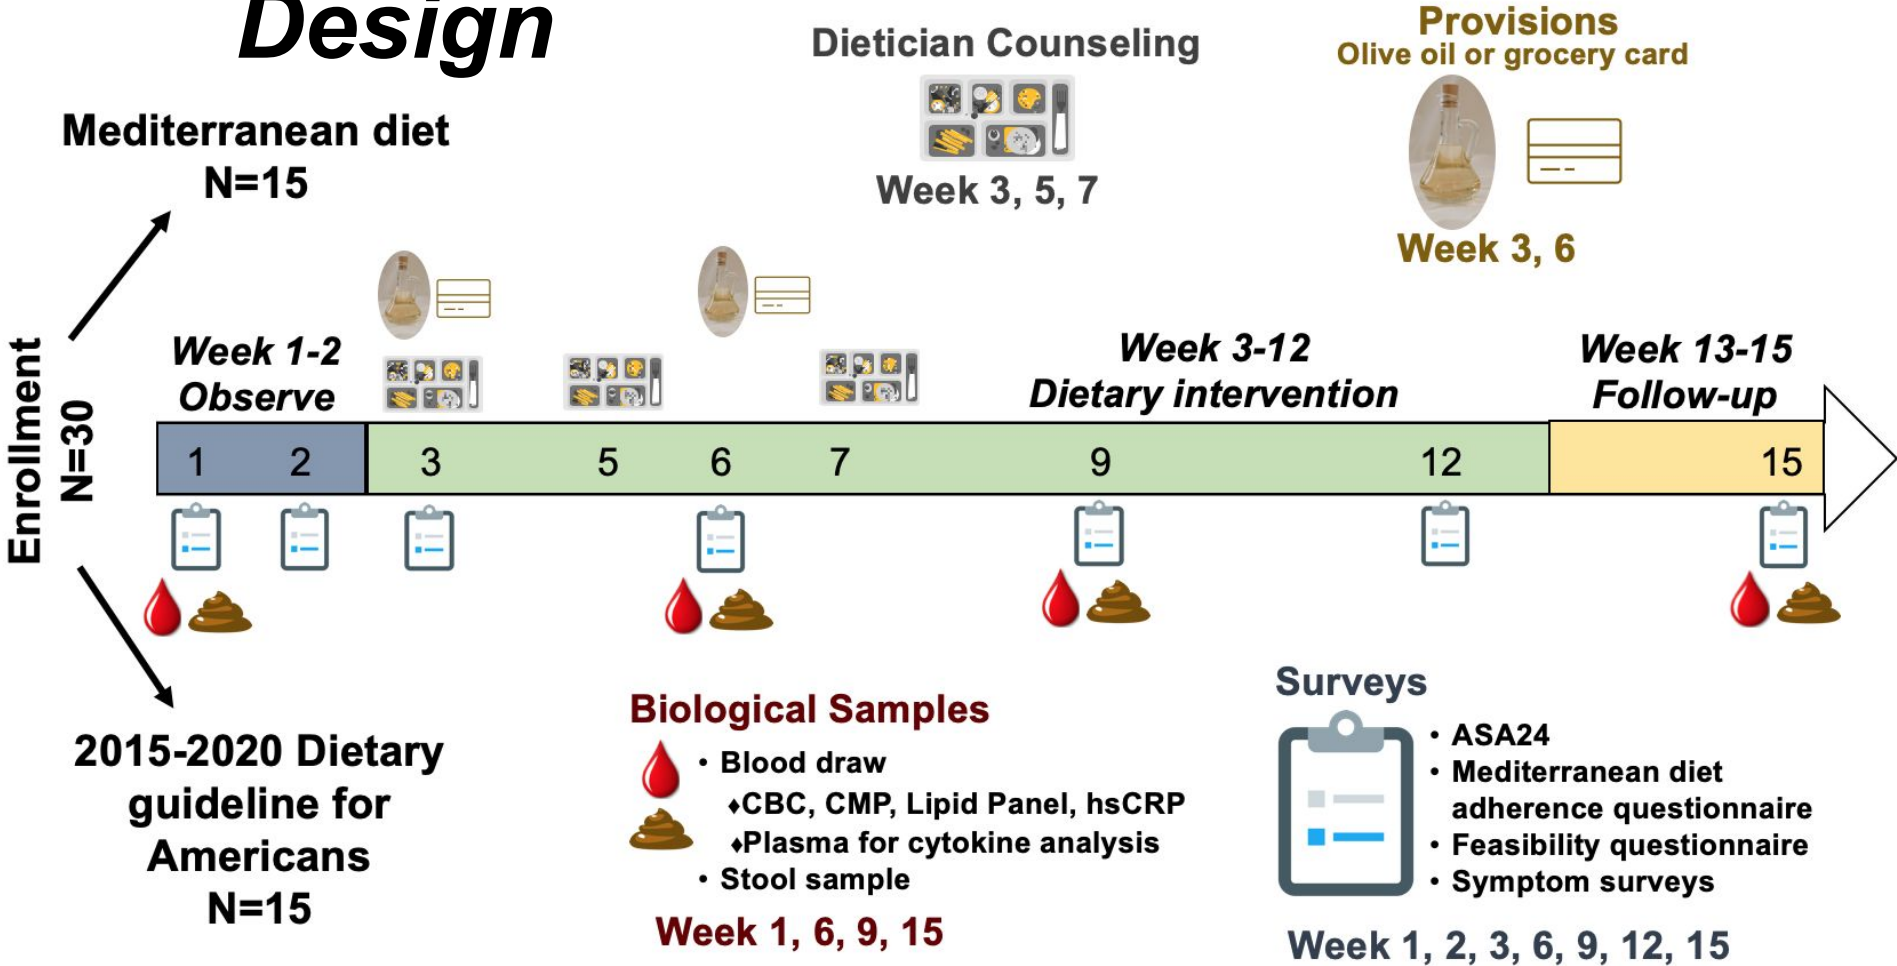 Design
Dietician Counseling
Week 3, 5, 7
Provisions
Olive oil or grocery card
Week 3, 6
Mediterranean diet
N=15
Enrollment
N=30
Week 1-2
Observe
Week 3-12
Dietary intervention
Week 13-15
Follow-up
1 2 3 5 6 7 9 12 15
2015-2020 Dietary
guideline for
Americans
N=15
Biological Samples
• Blood draw
♦CBC, CMP, Lipid Panel, hsCRP
♦Plasma for cytokine analysis
• Stool sample
Week 1, 6, 9, 15
Surveys
• ASA24
• Mediterranean diet
adherence questionnaire
• Feasibility questionnaire
• Symptom surveys
Week 1, 2, 3, 6, 9, 12, 15